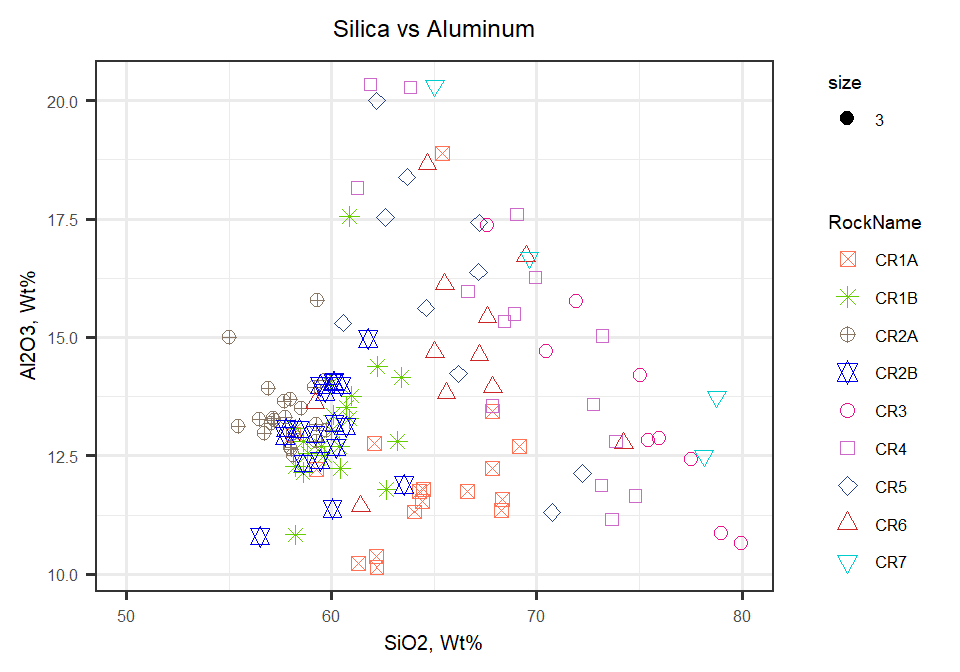 Silica vs Aluminum
Al2O3, Wt%
20.0
17.5
15.0
12.5
10.0
50
60
70
80
SiO2, Wt%
size
3
RockName
CR1A
CR1B
CR2A
CR2B
CR3
CR4
CR5
CR6
CR7